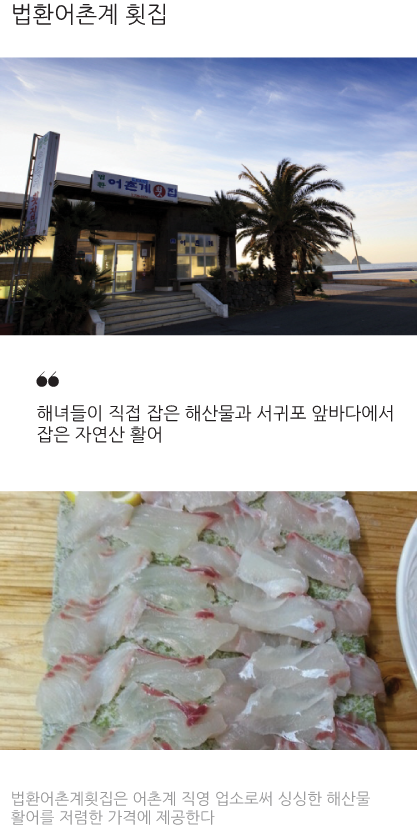 법환어촌계 횟집
법환 어촌계횟집
❝
해녀들이 직접 잡은 해산물과 서귀포 앞바다에서
잡은 자연산 활어
법환어촌계횟집은 어촌계 직영 업소로써 싱싱한 해산물
활어를 저렴한 가격에 제공한다